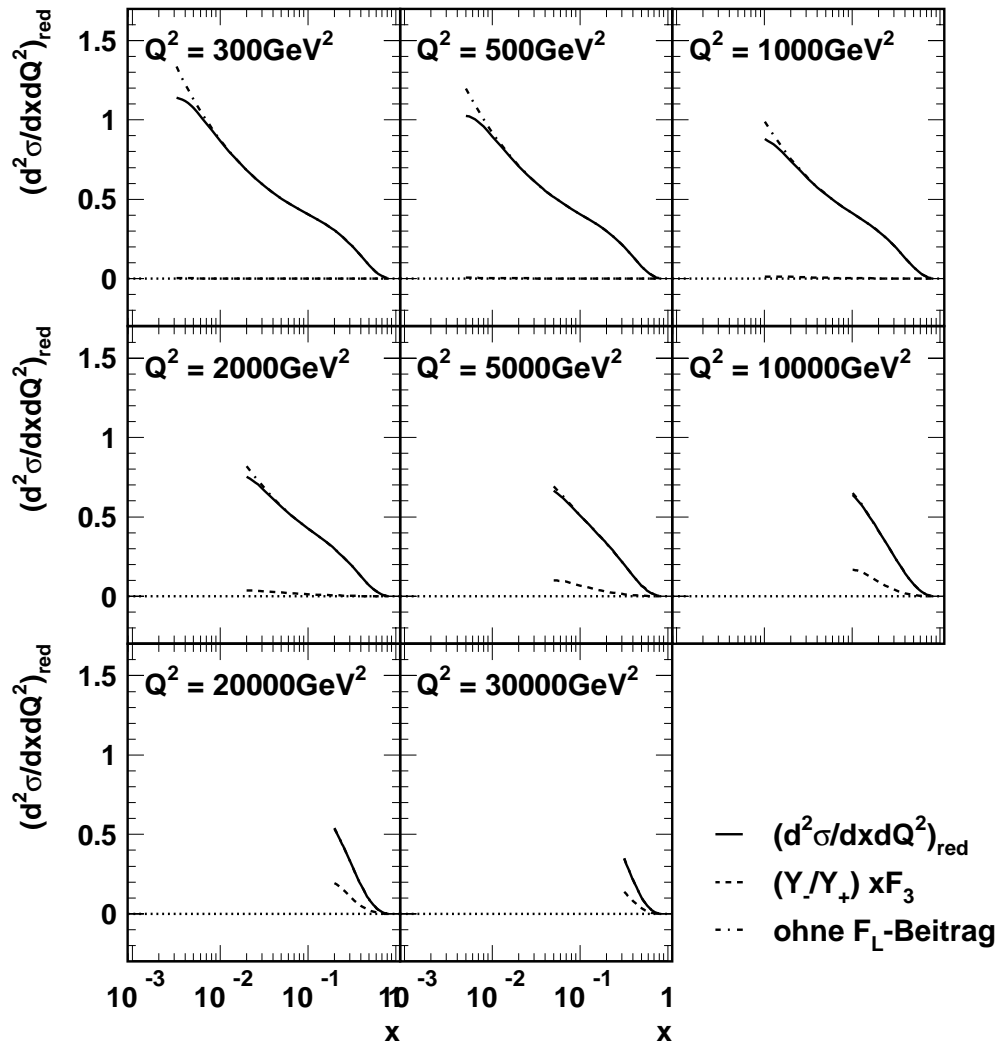 (d²σ/dxdQ²)red
1.5
1
0.5
0
Q² = 300GeV²
Q² = 500GeV²
Q² = 1000GeV²
(d²σ/dxdQ²)red
1.5
1
0.5
0
Q² = 2000GeV²
Q² = 5000GeV²
Q² = 10000GeV²
(d²σ/dxdQ²)red
1.5
1
0.5
0
Q² = 20000GeV²
Q² = 30000GeV²
(d²σ/dxdQ²)red
(Y₋/Y₊) xF₃
ohne F_L-Beitrag
10⁻³ 10⁻² 10⁻¹ 1
x
10⁻³ 10⁻² 10⁻¹ 1
x